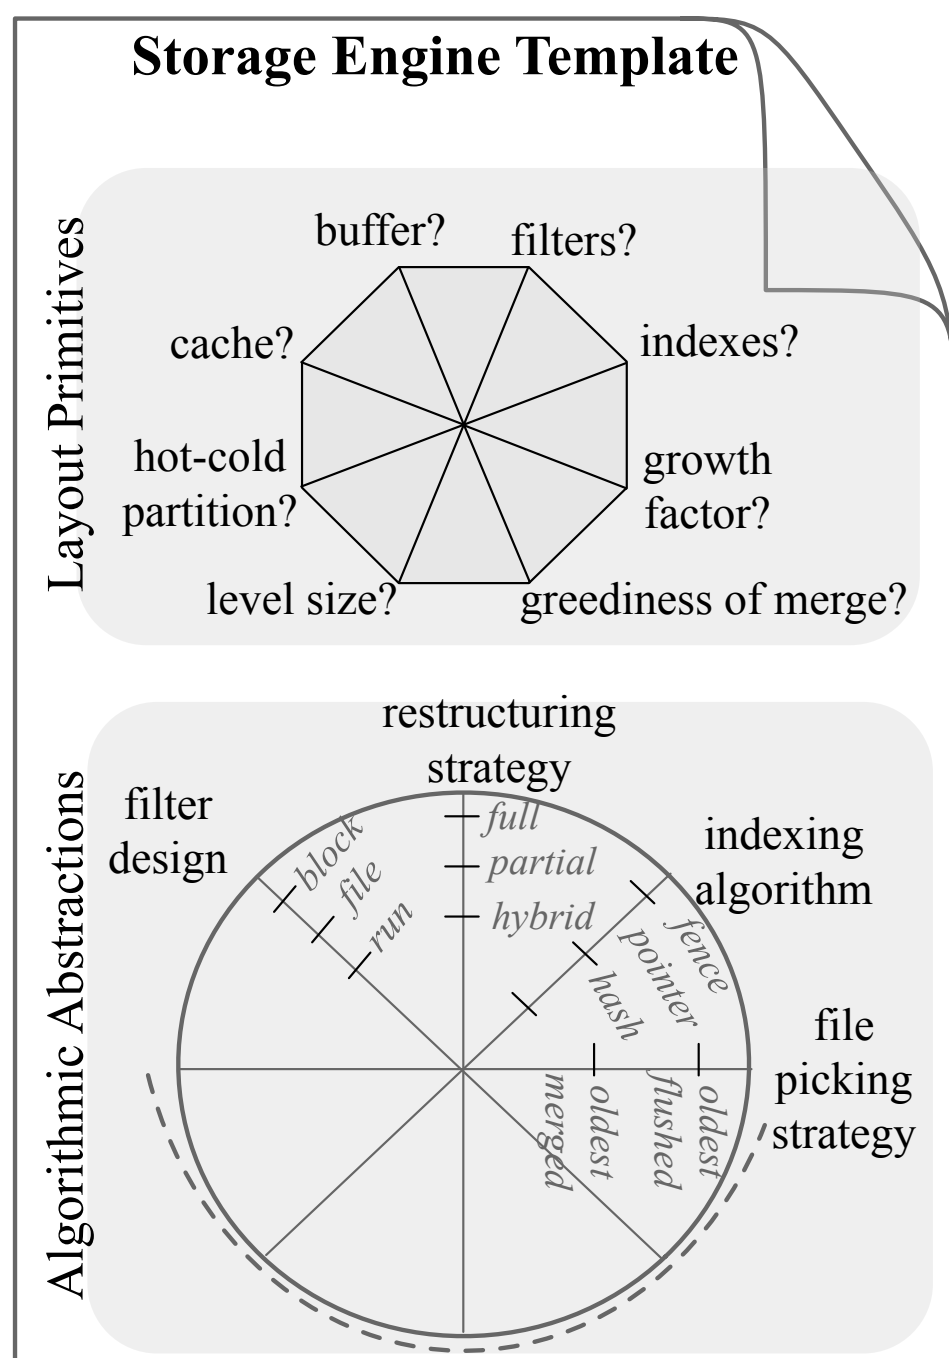 Storage Engine Template
Layout Primitives
buffer?
filters?
cache?
indexes?
hot-cold
partition?
growth
factor?
level size?
greediness of merge?
Algorithmic Abstractions
restructuring
strategy
filter
design
block
file
run
full
partial
hybrid
indexing
algorithm
fence
pointer
hash
file
picking
strategy
oldest
flushed
oldest
merged